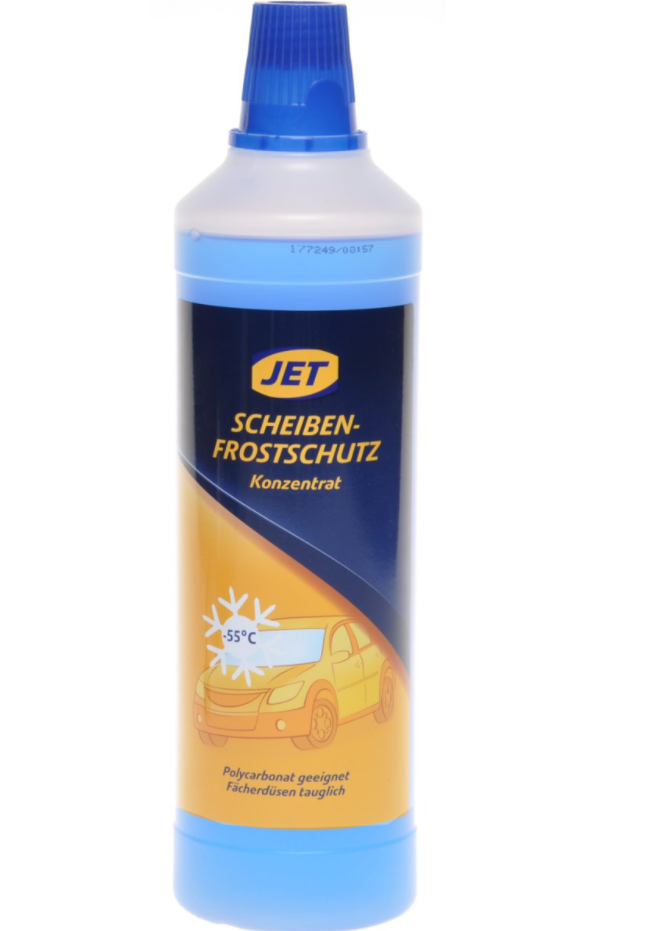 177249/00157
JET
SCHEIBEN-
FROSTSCHUTZ
Konzentrat
-55°C
Polycarbonat geeignet
Fächerdüsen tauglich